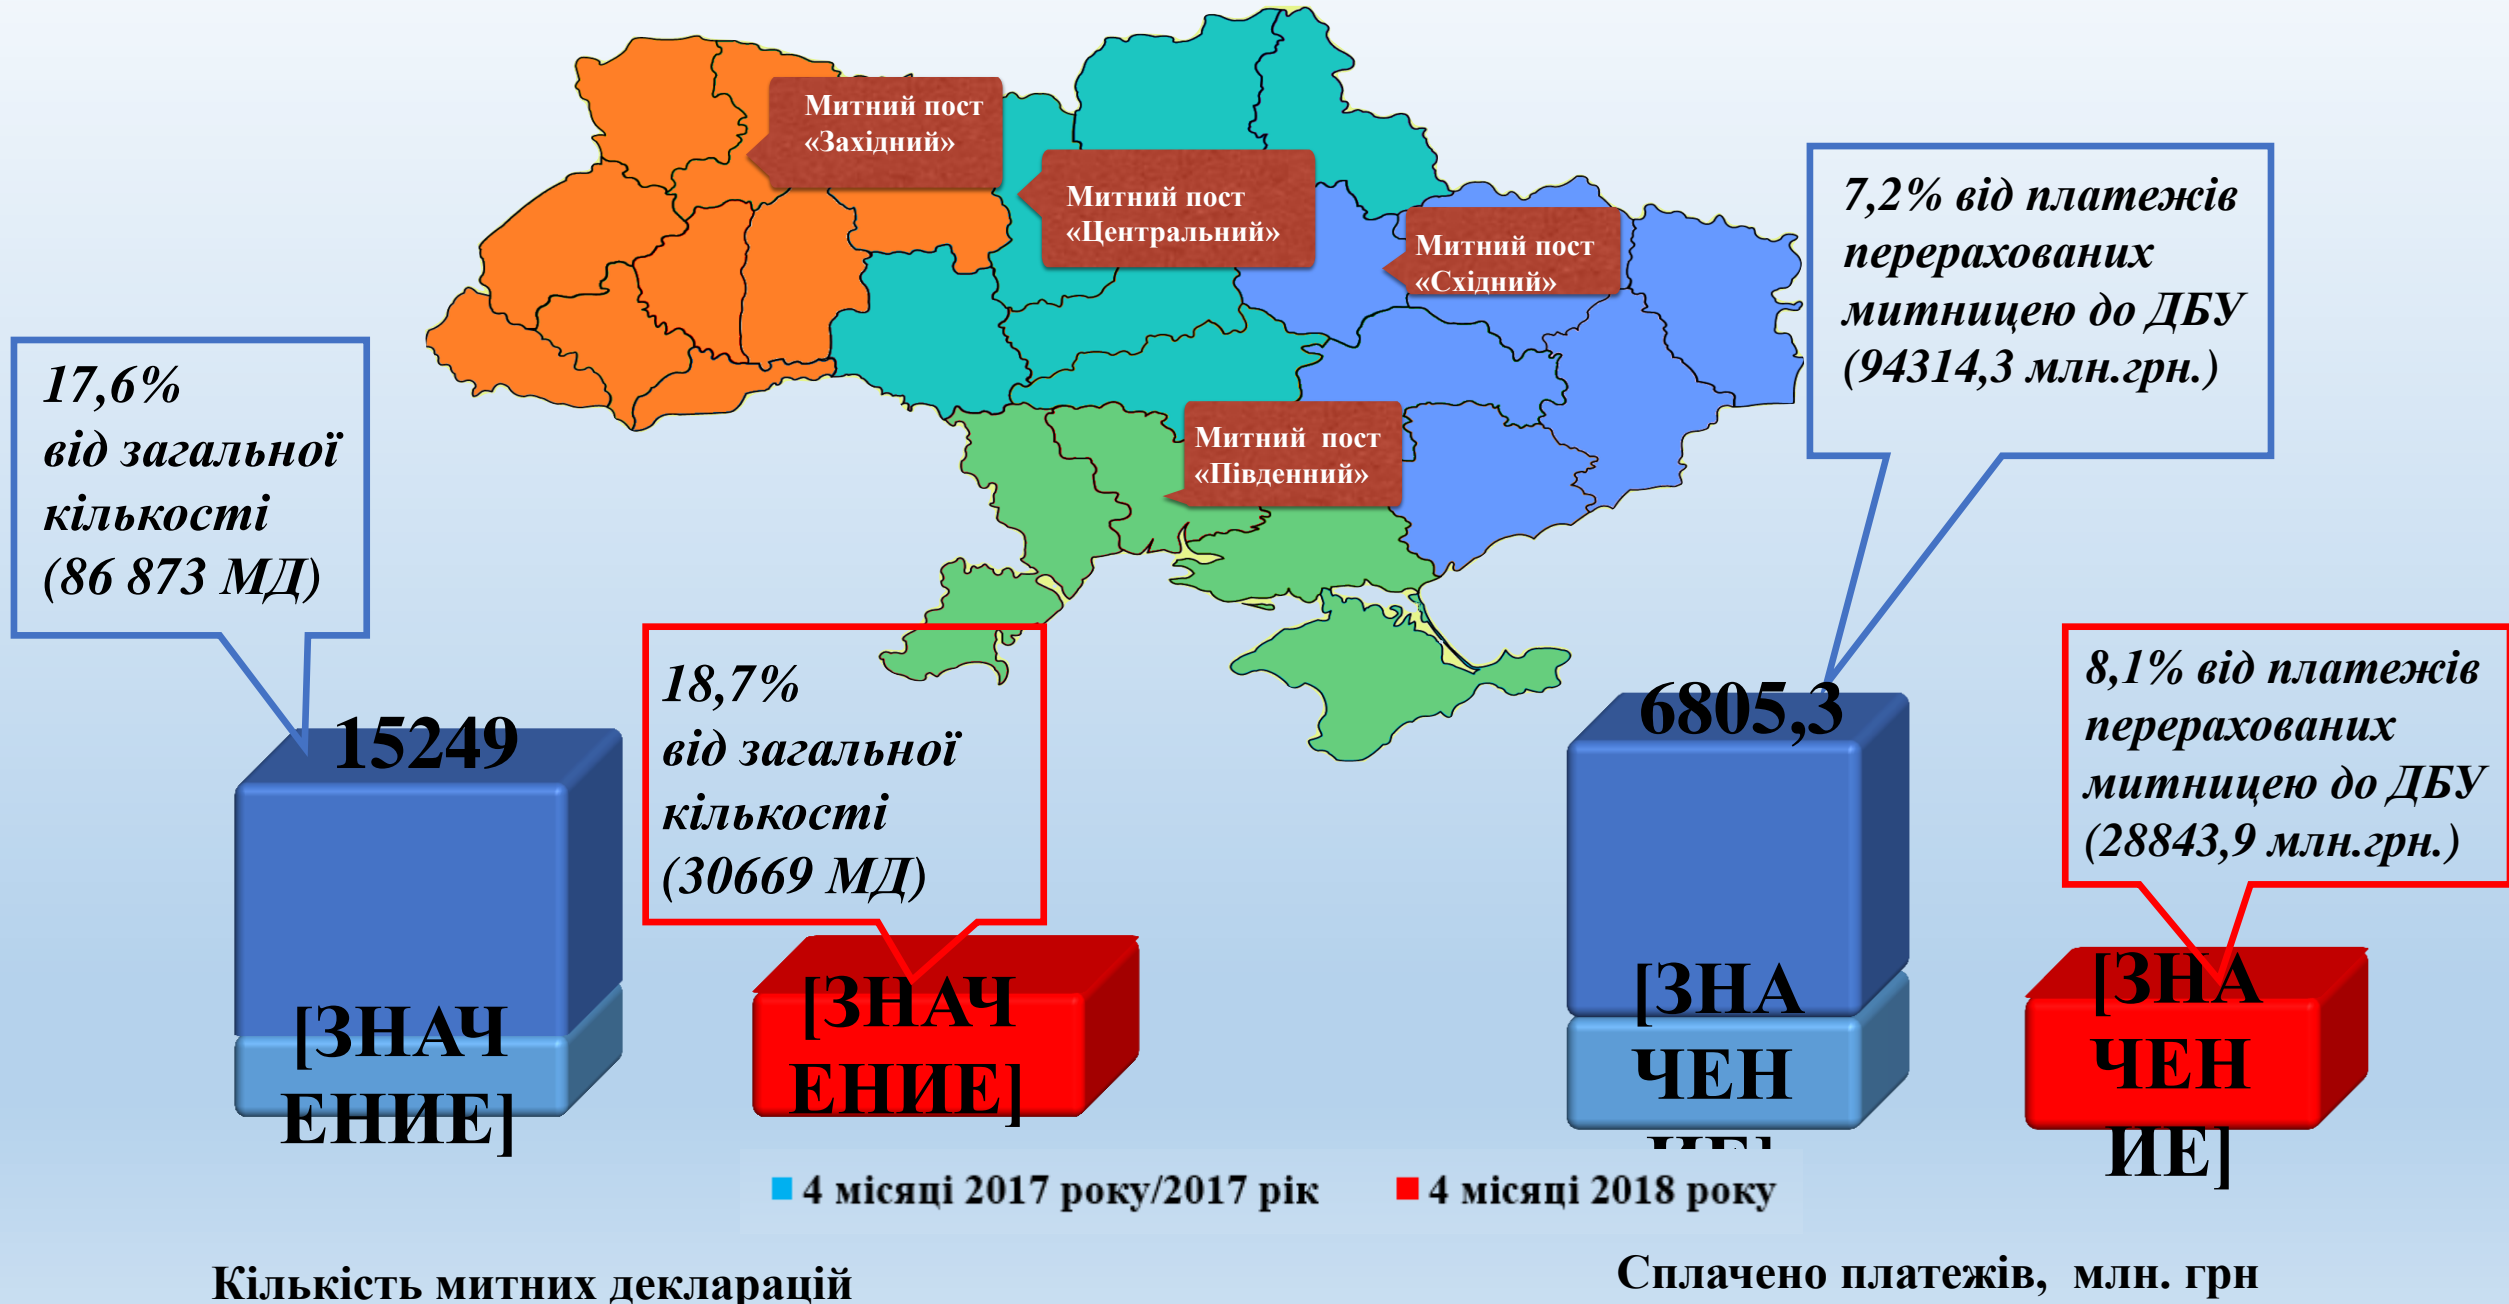 Митний пост
«Західний»
Митний пост
«Центральний»
Митний пост
«Східний»
Митний пост
«Південний»
7,2% від платежів
перерахованих
митницею до ДБУ
(94314,3 млн.грн.)
17,6%
від загальної
кількості
(86 873 МД)
18,7%
від загальної
кількості
(30669 МД)
8,1% від платежів
перерахованих
митницею до ДБУ
(28843,9 млн.грн.)
15249
[ЗНАЧ
ЕНИЕ]
[ЗНАЧ
ЕНИЕ]
6805,3
[ЗНА
ЧЕН
ИЕ]
[ЗНА
ЧЕН
ИЕ]
4 місяці 2017 року/2017 рік
4 місяці 2018 року
Кількість митних декларацій
Сплачено платежів, млн. грн